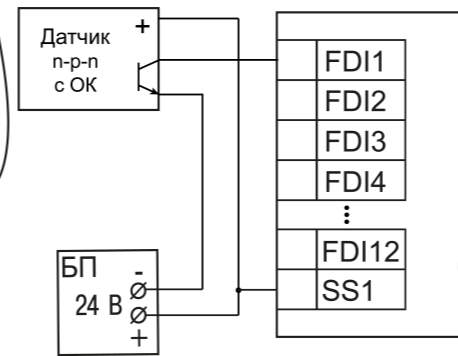 Датчик
n-p-n
с ОК
+
FDI1
FDI2
FDI3
FDI4
⋮
FDI12
SS1
БП
-
24 В
+